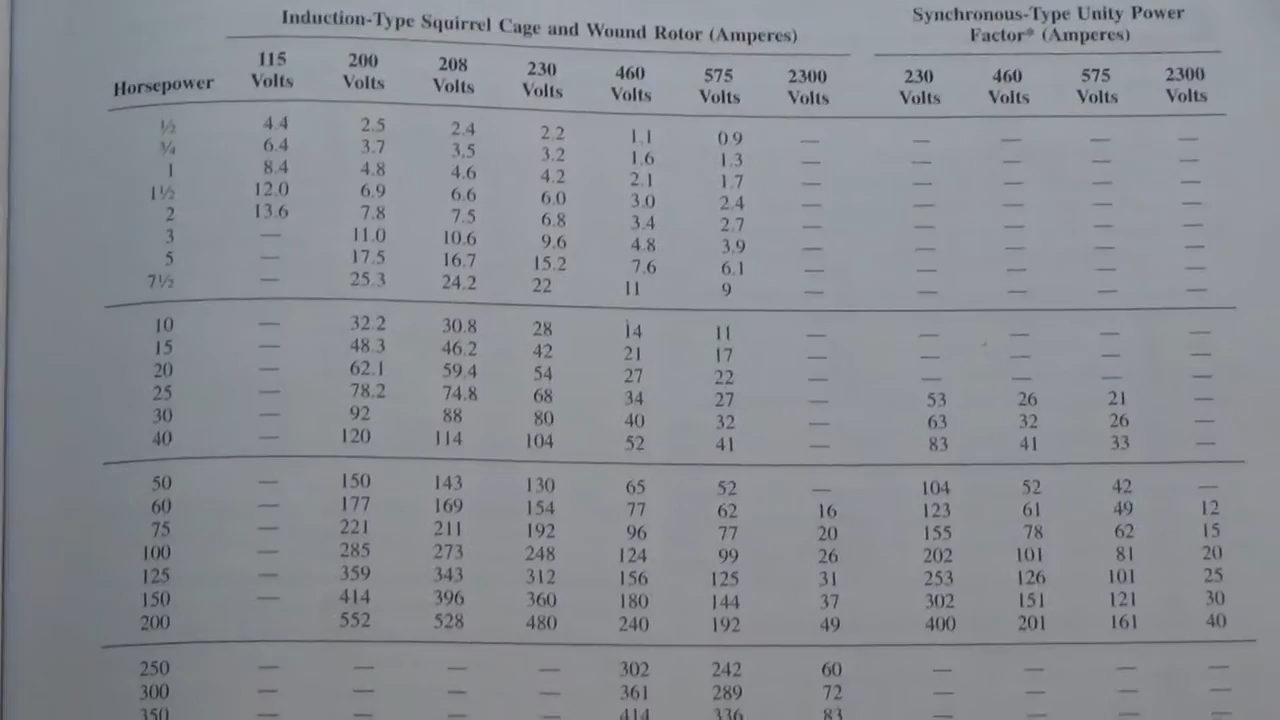 Induction-Type Squirrel Cage and Wound Rotor (Amperes) Synchronous-Type Unity Power Factor* (Amperes)
Horsepower 115 Volts 200 Volts 208 Volts 230 Volts 460 Volts 575 Volts 2300 Volts 230 Volts 460 Volts 575 Volts 2300 Volts
½ 4.4 2.5 2.4 2.2 1.1 0.9 — — — — —
¾ 6.4 3.7 3.5 3.2 1.6 1.3 — — — — —
1 8.4 4.8 4.6 4.2 2.1 1.7 — — — — —
1½ 12.0 6.9 6.6 6.0 3.0 2.4 — — — — —
2 13.6 7.8 7.5 6.8 3.4 2.7 — — — — —
3 — 11.0 10.6 9.6 4.8 3.9 — — — — —
5 — 17.5 16.7 15.2 7.6 6.1 — — — — —
7½ — 25.3 24.2 22 11 9 — — — — —
10 — 32.2 30.8 28 14 11 — — — — —
15 — 48.3 46.2 42 21 17 — — — — —
20 — 62.1 59.4 54 27 22 — — — — —
25 — 78.2 74.8 68 34 27 — 53 26 21 —
30 — 92 88 80 40 32 — 63 32 26 —
40 — 120 114 104 52 41 — 83 41 33 —
50 — 150 143 130 65 52 — 104 52 42 —
60 — 177 169 154 77 62 16 123 61 49 12
75 — 221 211 192 96 77 20 155 78 62 15
100 — 285 273 248 124 99 26 202 101 81 20
125 — 359 343 312 156 125 31 253 126 101 25
150 — 414 396 360 180 144 37 302 151 121 30
200 — 552 528 480 240 192 49 400 201 161 40
250 — — — — 302 242 60 — — — —
300 — — — — 361 289 72 — — — —
350 — — — — 414 336 83 — — — —